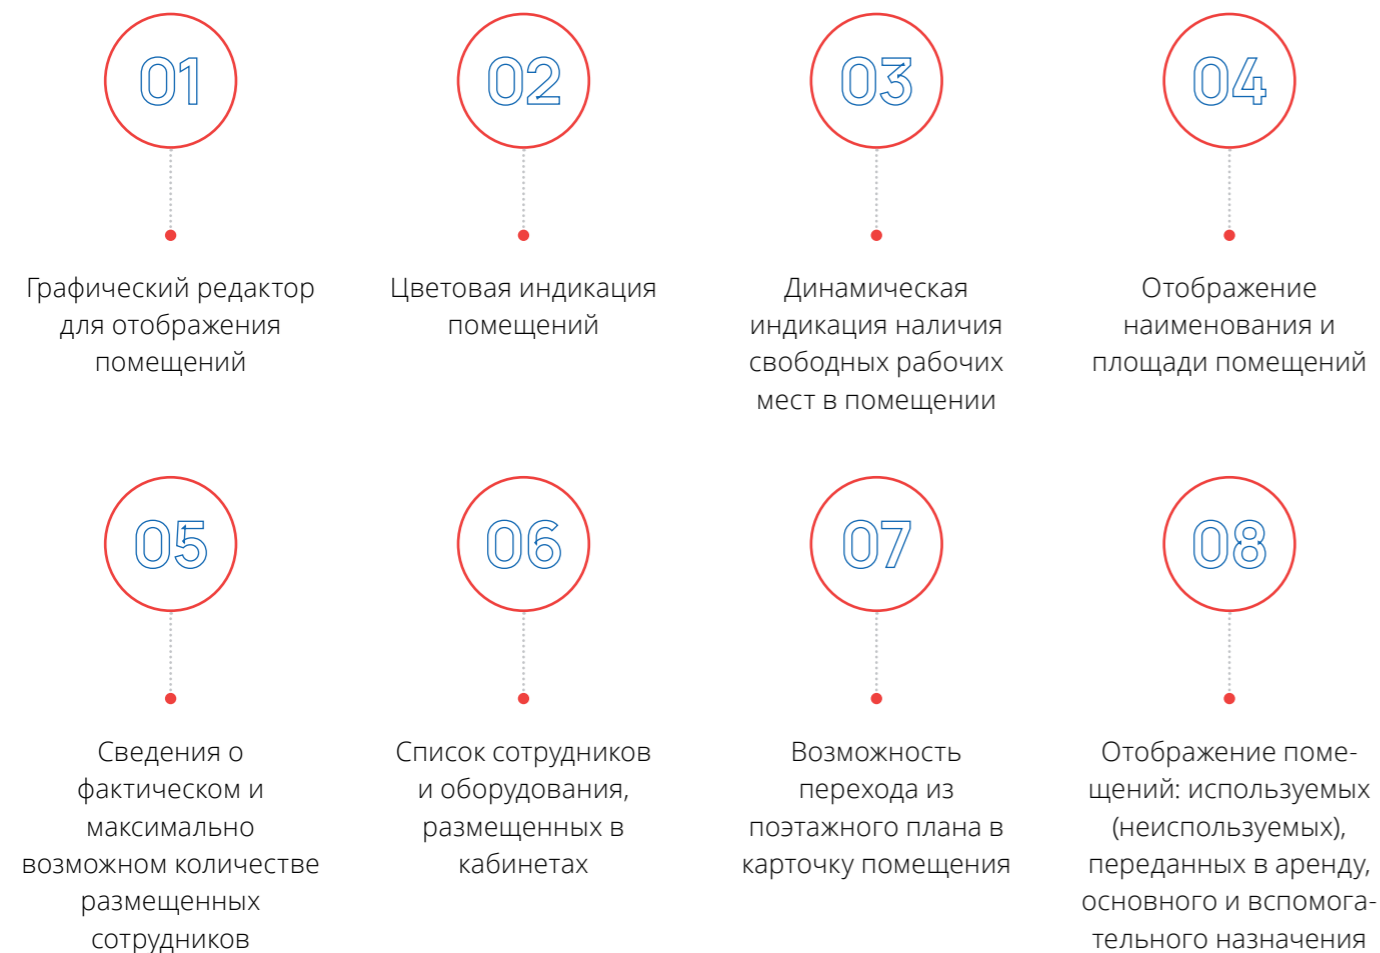 01
Графический редактор
для отображения
помещений
02
Цветовая индикация
помещений
03
Динамическая
индикация наличия
свободных рабочих
мест в помещении
04
Отображение
наименования и
площади помещений
05
Сведения о
фактическом и
максимально
возможном количестве
размещенных
сотрудников
06
Список сотрудников
и оборудования,
размещенных в
кабинетах
07
Возможность
перехода из
поэтажного плана в
карточку помещения
08
Отображение поме-
щений: используемых
(неиспользуемых),
переданных в аренду,
основного и вспомога-
тельного назначения